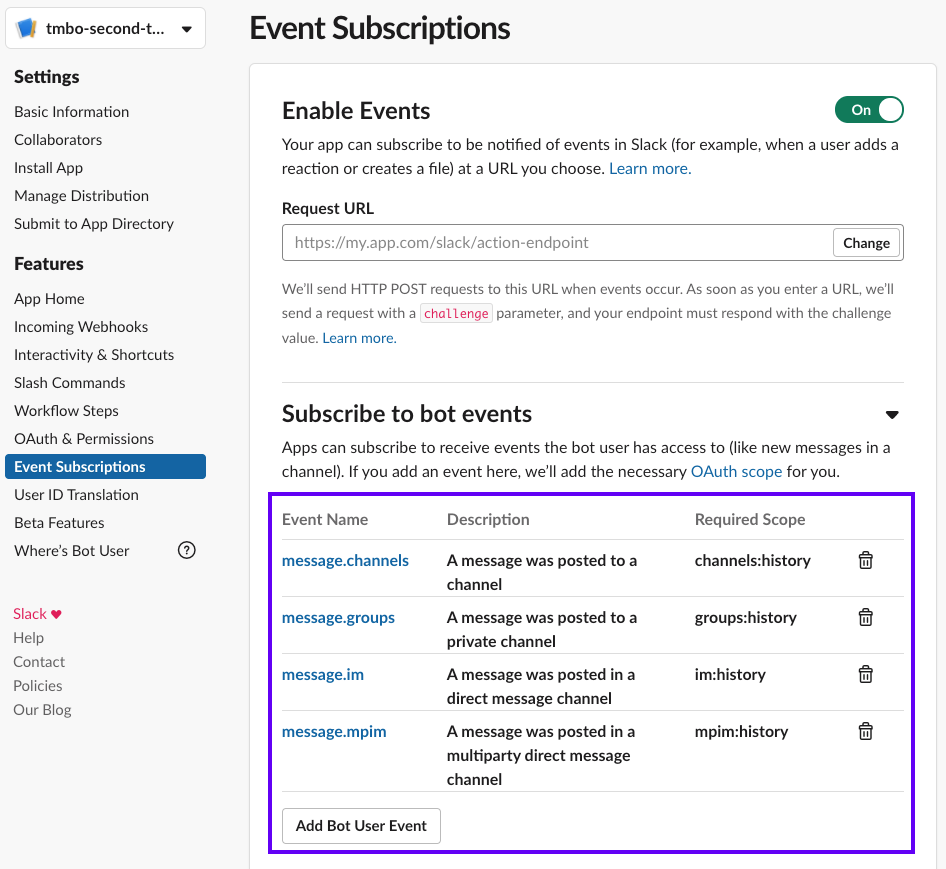 tmbo-second-t...
Settings
Basic Information
Collaborators
Install App
Manage Distribution
Submit to App Directory
Features
App Home
Incoming Webhooks
Interactivity & Shortcuts
Slash Commands
Workflow Steps
OAuth & Permissions
Event Subscriptions
User ID Translation
Beta Features
Where's Bot User ?
Slack ♥
Help
Contact
Policies
Our Blog
Event Subscriptions
Enable Events
On
Your app can subscribe to be notified of events in Slack (for example, when a user adds a
reaction or creates a file) at a URL you choose. Learn more.
Request URL
https://my.app.com/slack/action-endpoint
Change
We'll send HTTP POST requests to this URL when events occur. As soon as you enter a URL, we'll
send a request with a challenge parameter, and your endpoint must respond with the challenge
value. Learn more.
Subscribe to bot events
Apps can subscribe to receive events the bot user has access to (like new messages in a
channel). If you add an event here, we'll add the necessary OAuth scope for you.
Event Name Description Required Scope
message.channels A message was posted to a channels:history
channel
message.groups A message was posted to a groups:history
private channel
message.im A message was posted in a im:history
direct message channel
message.mpim A message was posted in a mpim:history
multiparty direct message
channel
Add Bot User Event